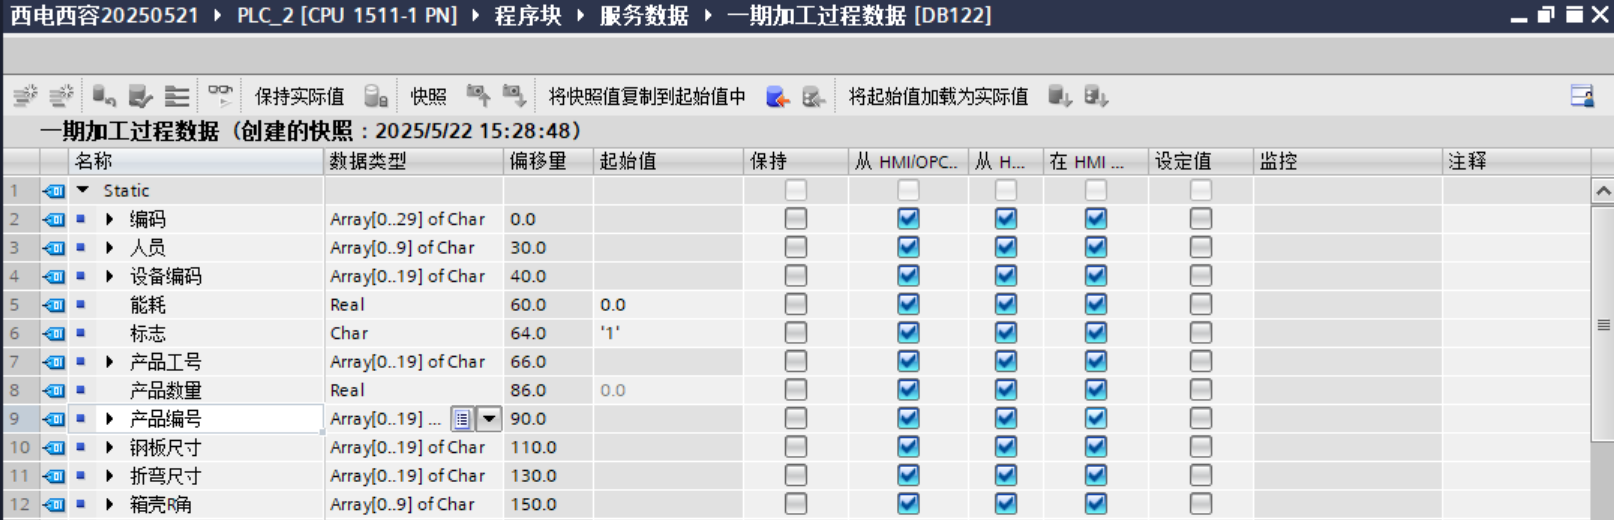 西电西容20250521 ▸ PLC_2 [CPU 1511-1 PN] ▸ 程序块 ▸ 服务数据 ▸ 一期加工过程数据 [DB122]
保持实际值 快照 将快照值复制到起始值中 将起始值加载为实际值
一期加工过程数据（创建的快照：2025/5/22 15:28:48）
名称 数据类型 偏移量 起始值 保持 从 HMI/OPC.. 从 H... 在 HMI ... 设定值 监控 注释
1 Static
2 编码 Array[0..29] of Char 0.0
3 人员 Array[0..9] of Char 30.0
4 设备编码 Array[0..19] of Char 40.0
5 能耗 Real 60.0 0.0
6 标志 Char 64.0 '1'
7 产品工号 Array[0..19] of Char 66.0
8 产品数量 Real 86.0 0.0
9 产品编号 Array[0..19] ... 90.0
10 钢板尺寸 Array[0..19] of Char 110.0
11 折弯尺寸 Array[0..19] of Char 130.0
12 箱壳R角 Array[0..9] of Char 150.0